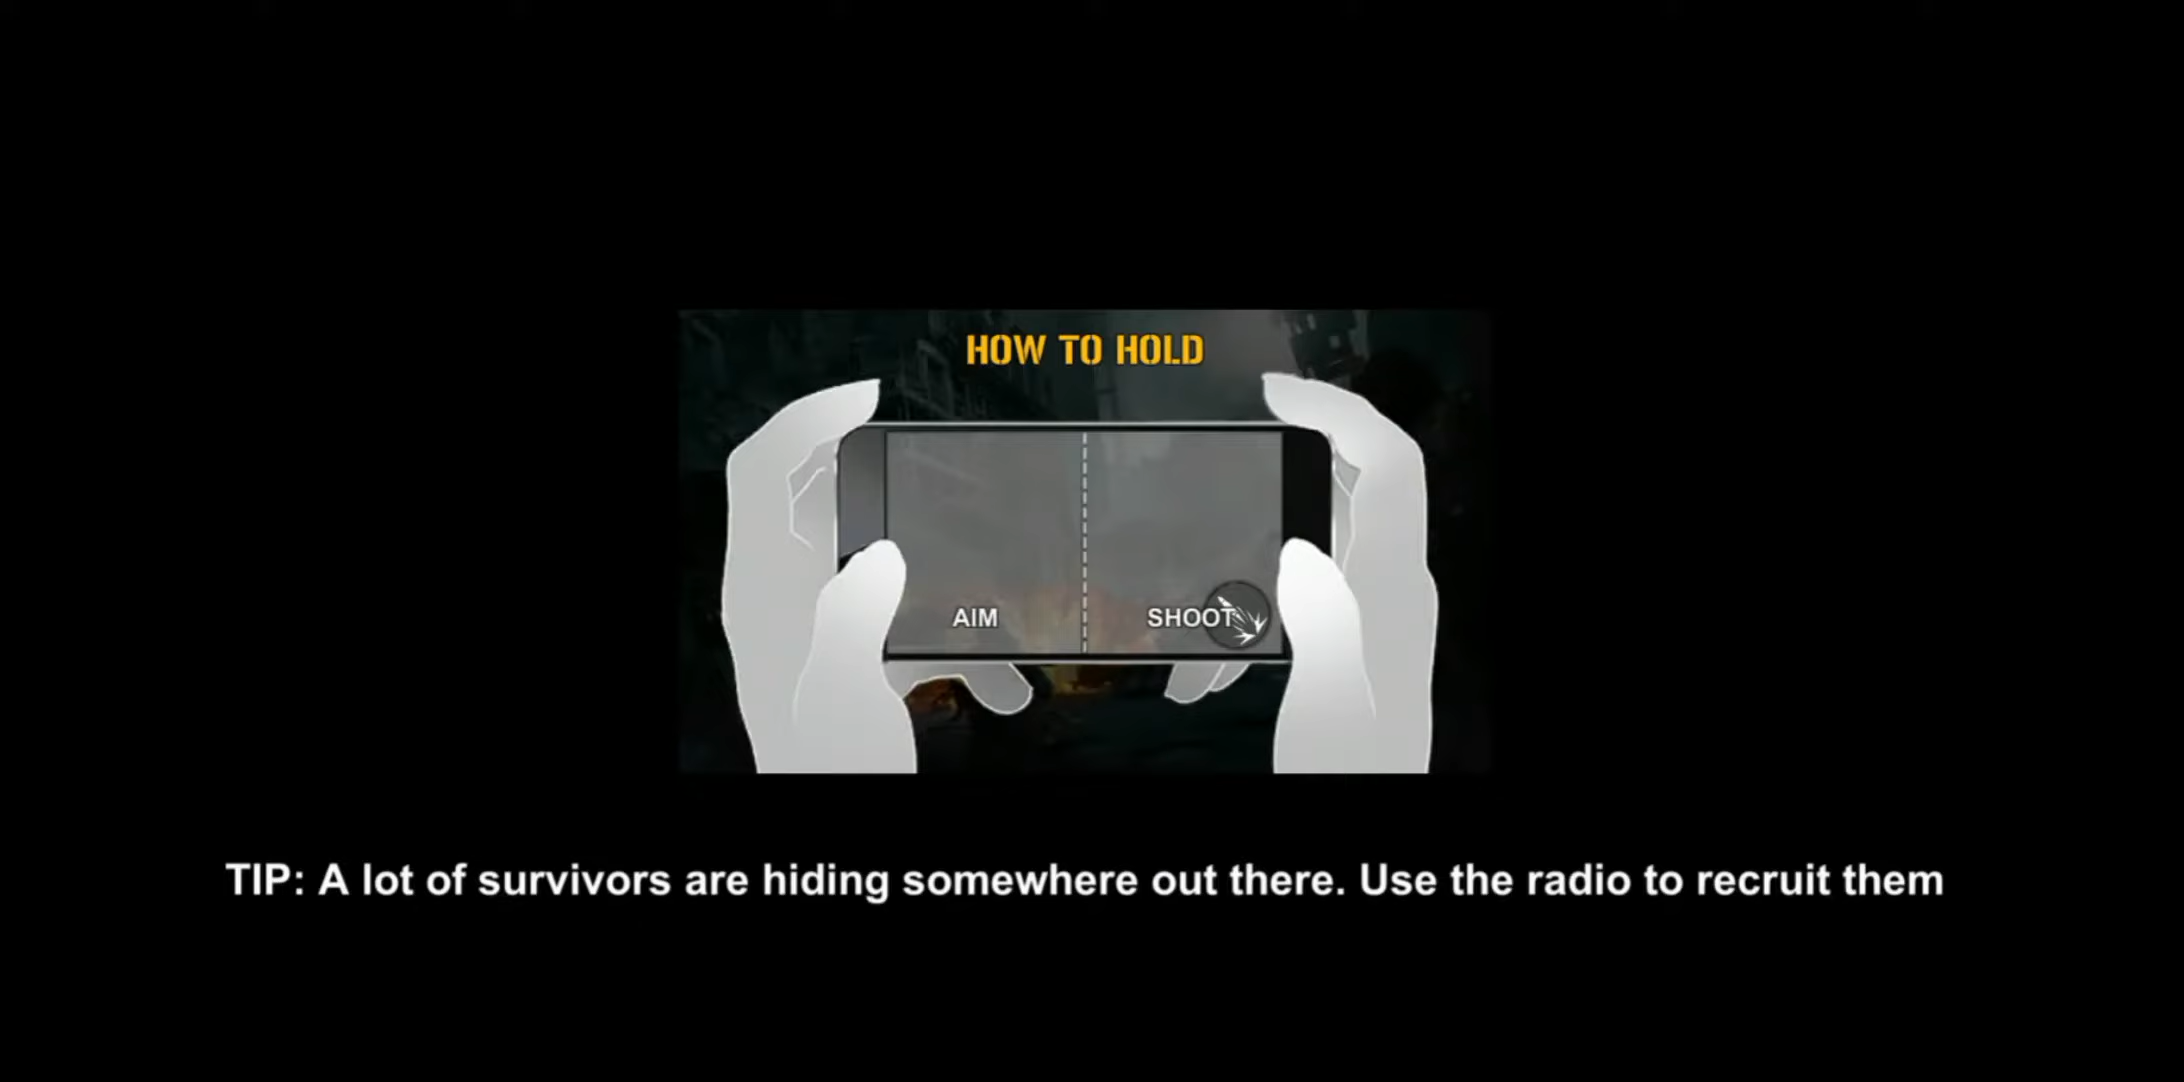 HOW TO HOLD
AIM
SHOOT
TIP: A lot of survivors are hiding somewhere out there. Use the radio to recruit them